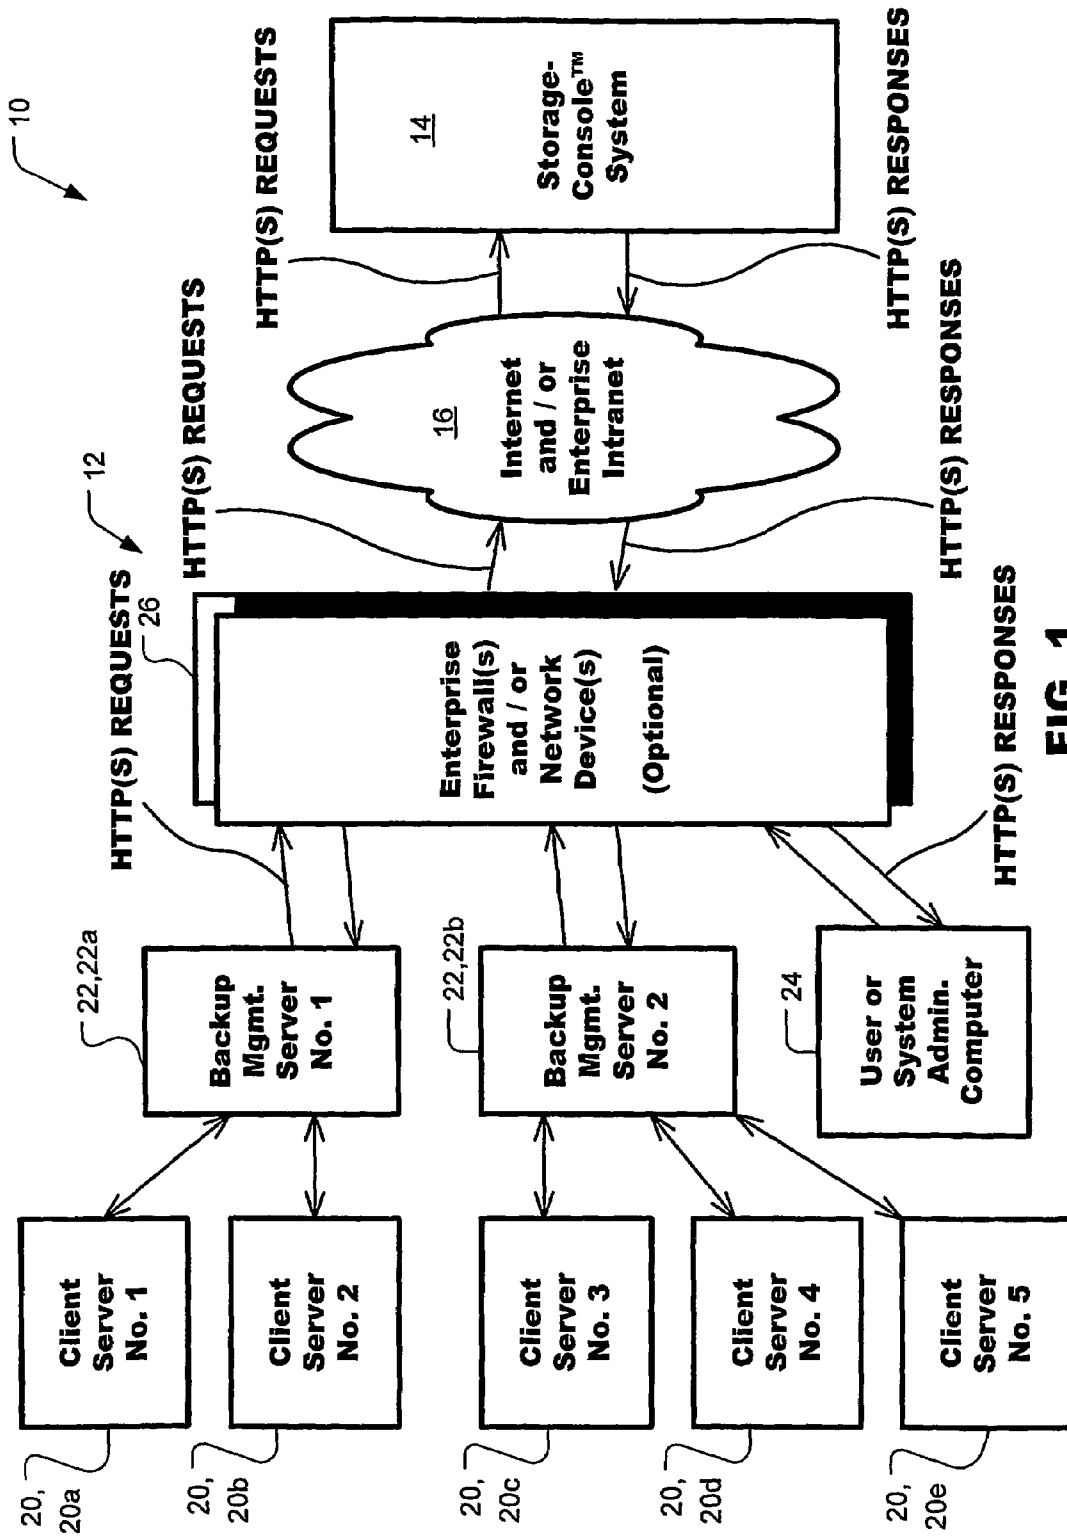 10
12
HTTP(S) REQUESTS
HTTP(S) REQUESTS
HTTP(S) REQUESTS
26
20,
20a
Client
Server
No. 1
22,22a
Backup
Mgmt.
Server
No. 1
20,
20b
Client
Server
No. 2
Enterprise
Firewall(s)
and / or
Network
Device(s)
(Optional)
16
Internet
and / or
Enterprise
Intranet
14
Storage-
Console™
System
20,
20c
Client
Server
No. 3
22,22b
Backup
Mgmt.
Server
No. 2
20,
20d
Client
Server
No. 4
24
User or
System
Admin.
Computer
20,
20e
Client
Server
No. 5
HTTP(S) RESPONSES
HTTP(S) RESPONSES
HTTP(S) RESPONSES
FIG. 1